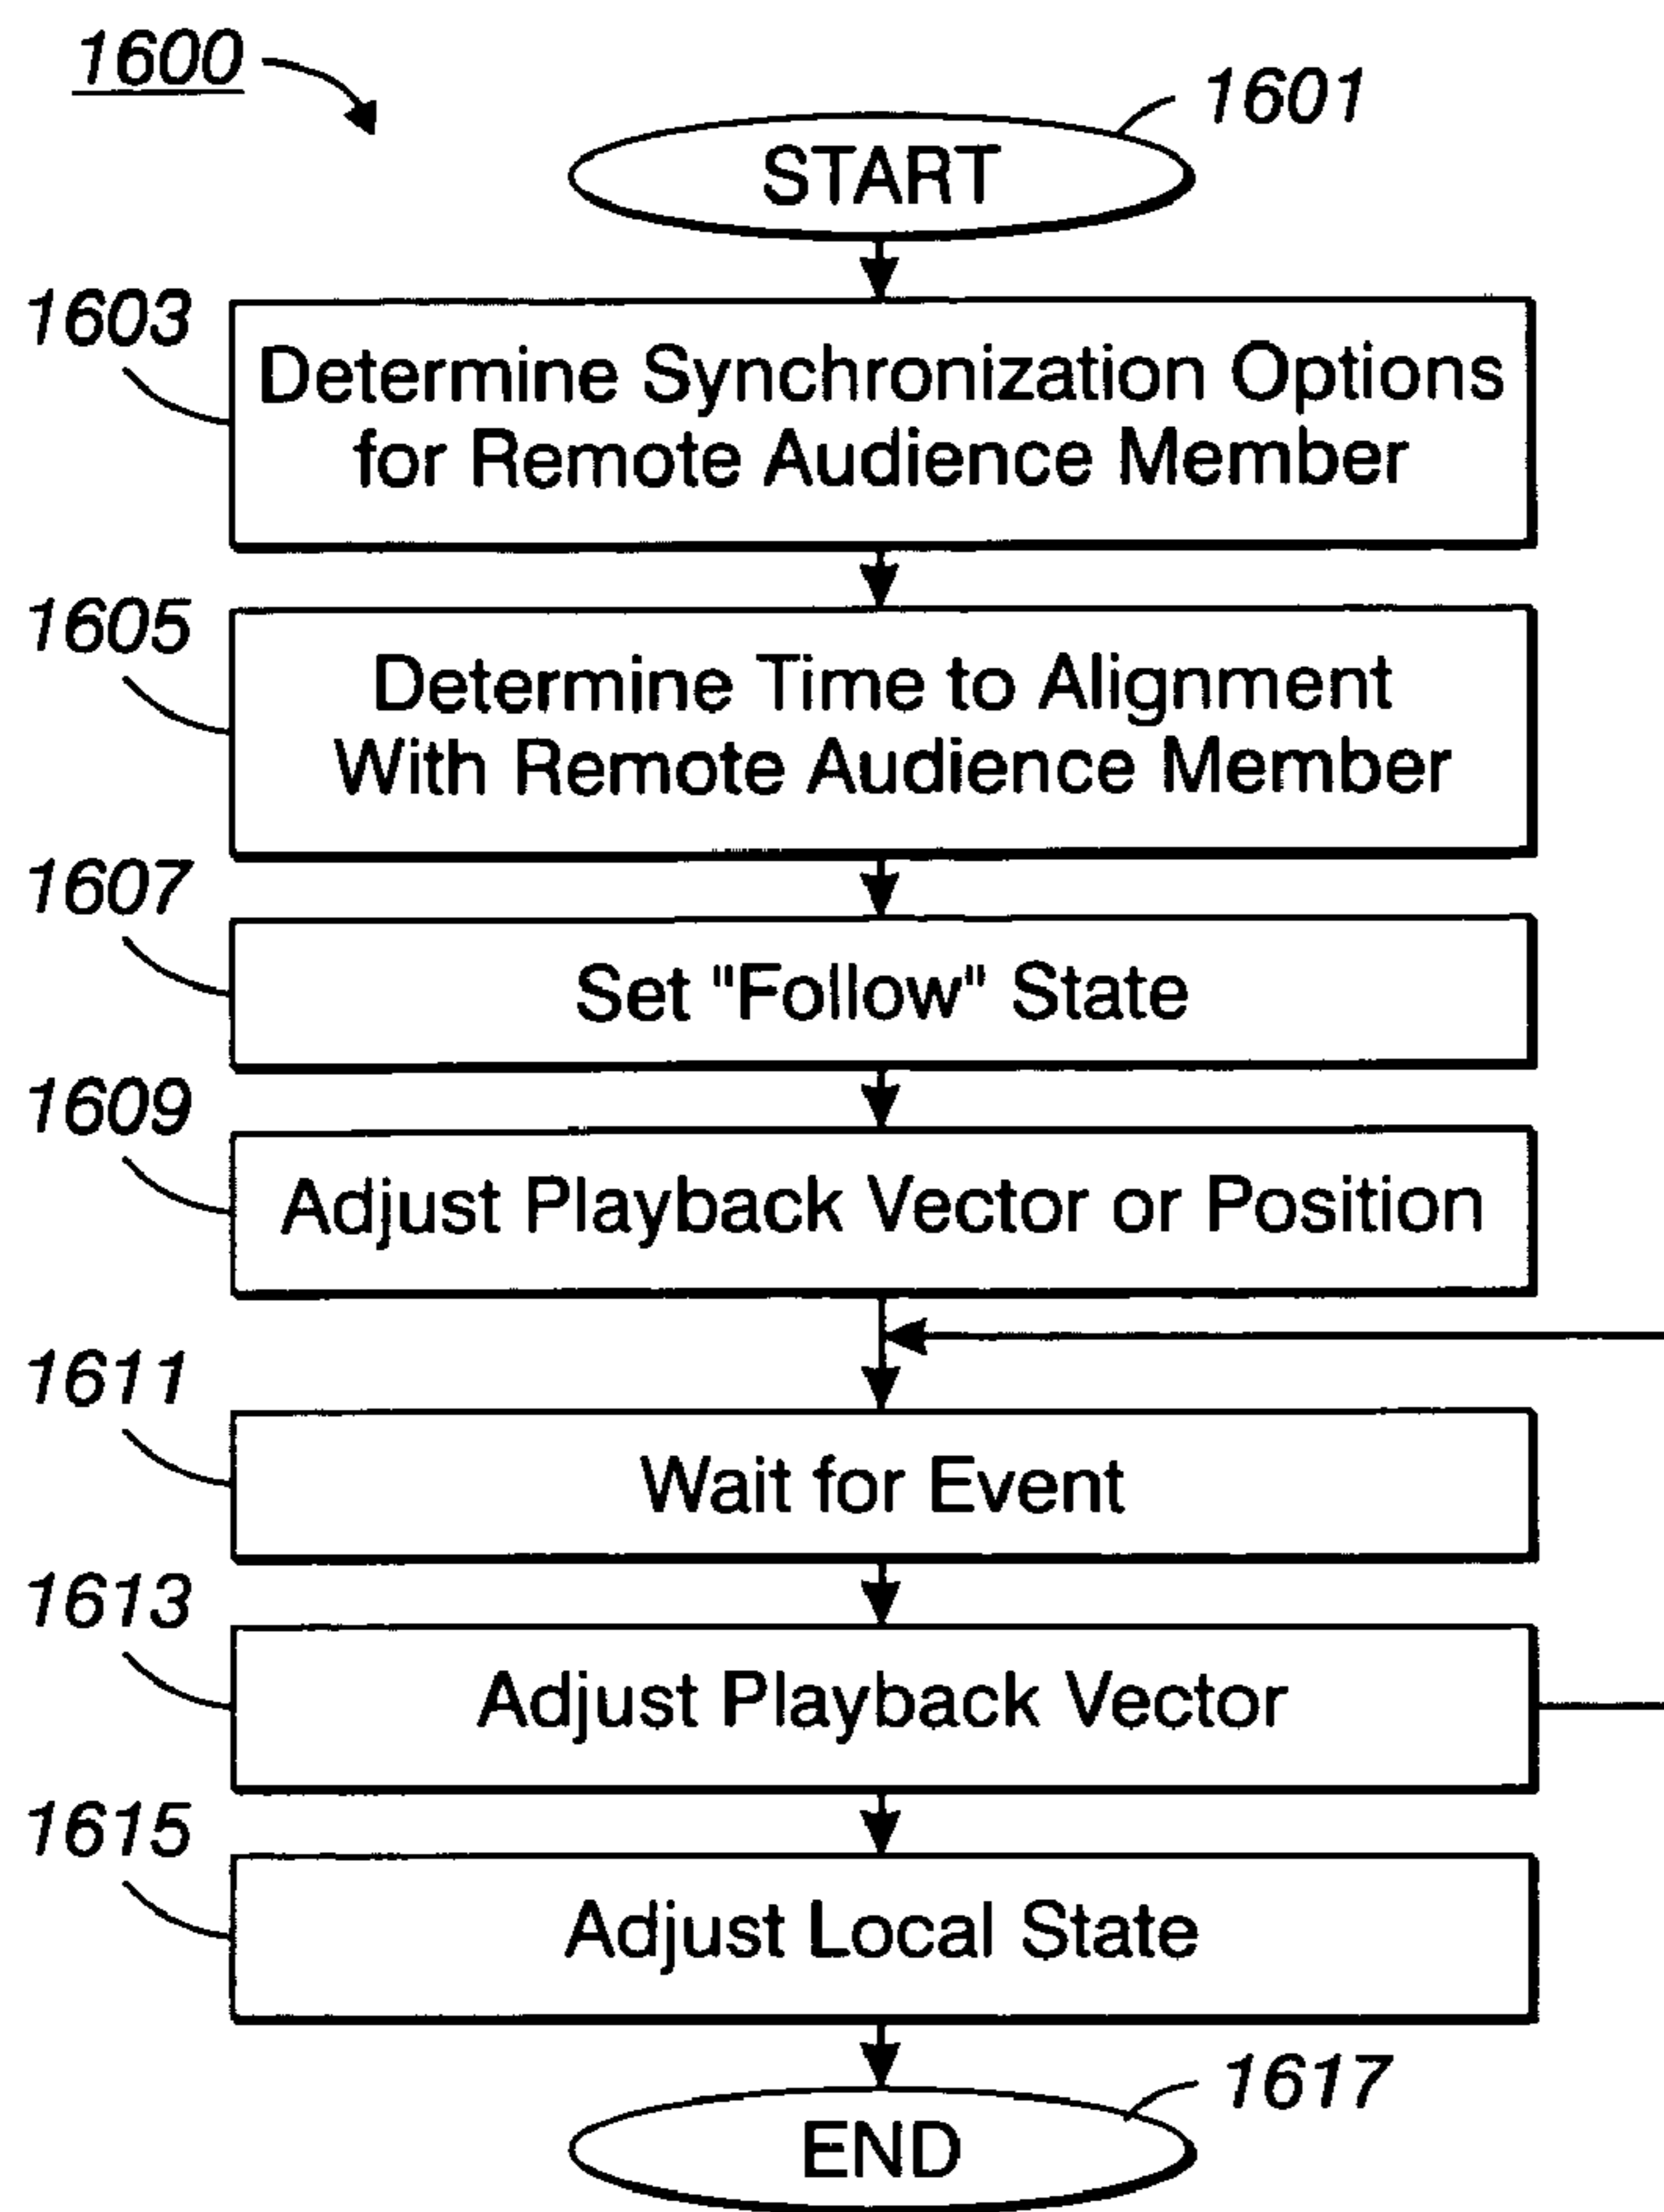 1600
1601
START
1603
Determine Synchronization Options
for Remote Audience Member
1605
Determine Time to Alignment
With Remote Audience Member
1607
Set "Follow" State
1609
Adjust Playback Vector or Position
1611
Wait for Event
1613
Adjust Playback Vector
1615
Adjust Local State
1617
END